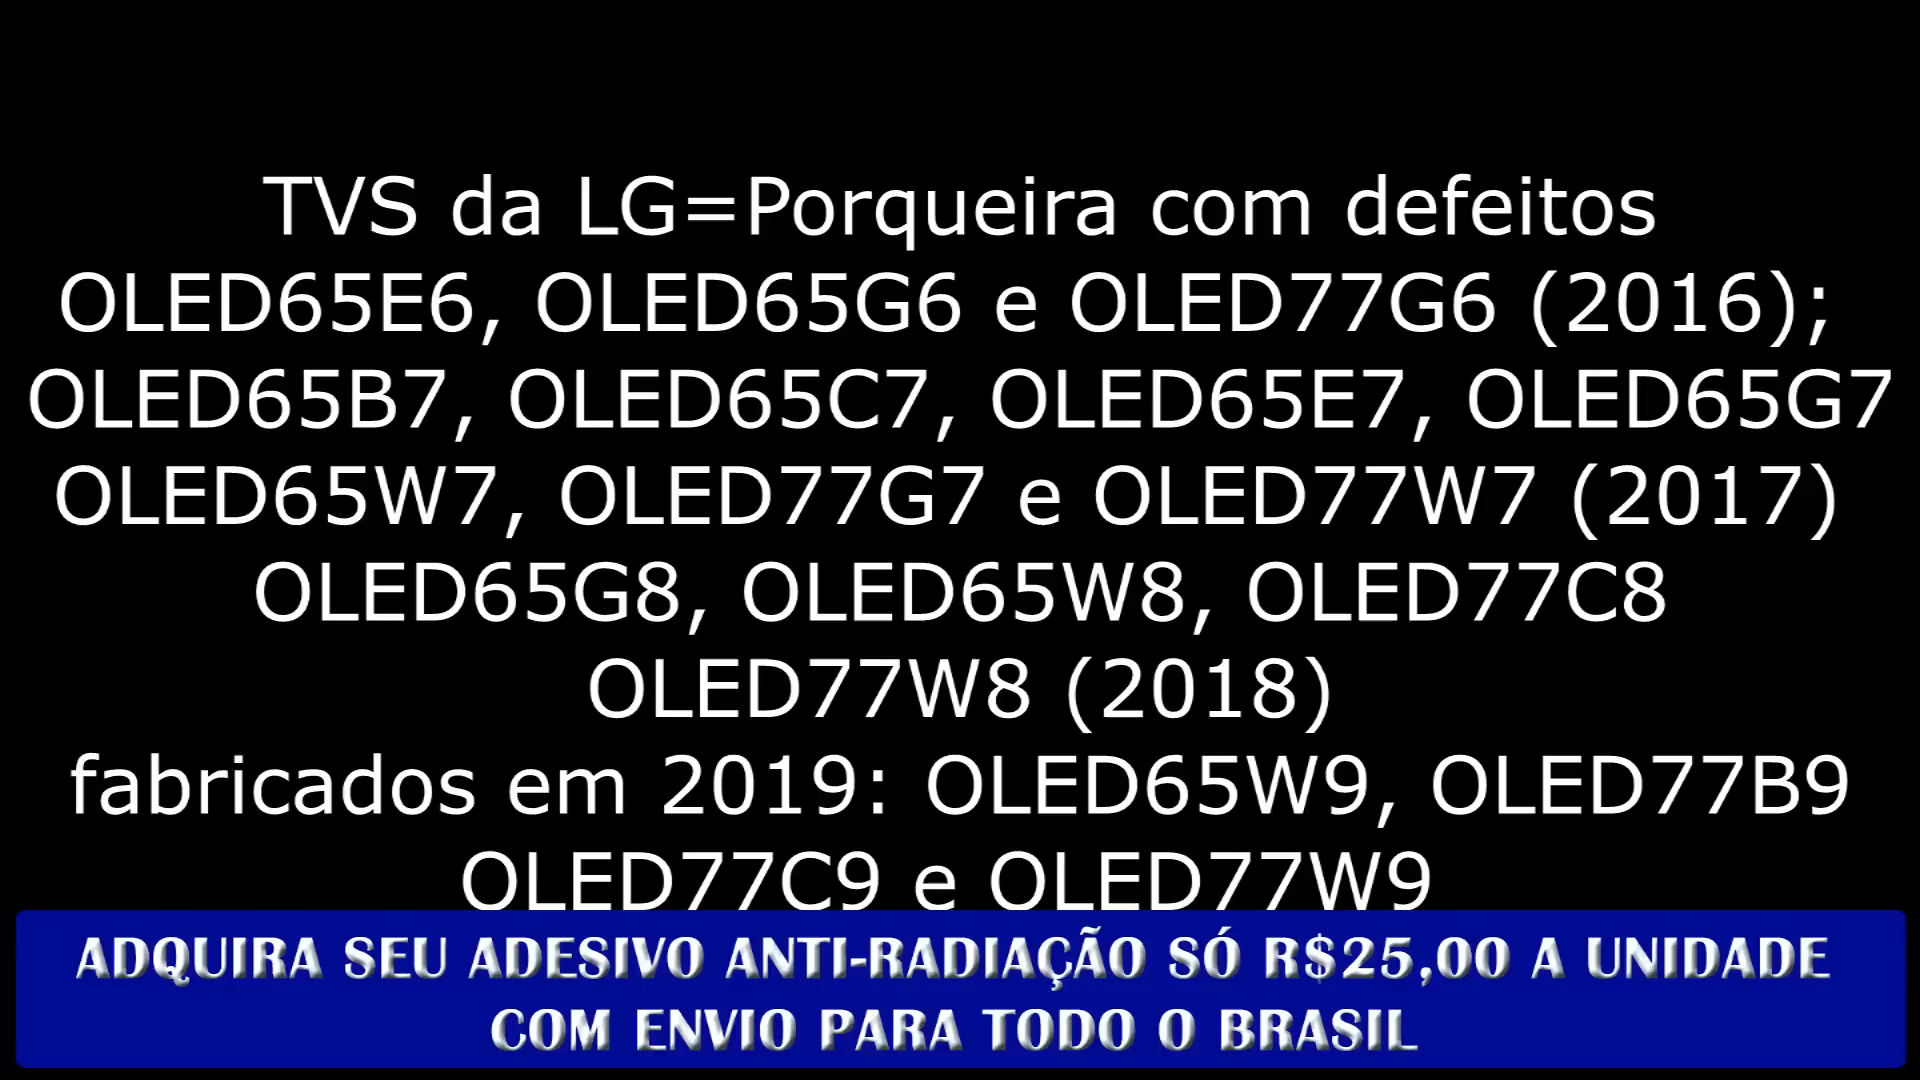 TVS da LG=Porqueira com defeitos
OLED65E6, OLED65G6 e OLED77G6 (2016);
OLED65B7, OLED65C7, OLED65E7, OLED65G7
OLED65W7, OLED77G7 e OLED77W7 (2017)
OLED65G8, OLED65W8, OLED77C8
OLED77W8 (2018)
fabricados em 2019: OLED65W9, OLED77B9
OLED77C9 e OLED77W9
ADQUIRA SEU ADESIVO ANTI-RADIAÇÃO SÓ R$25,00 A UNIDADE
COM ENVIO PARA TODO O BRASIL